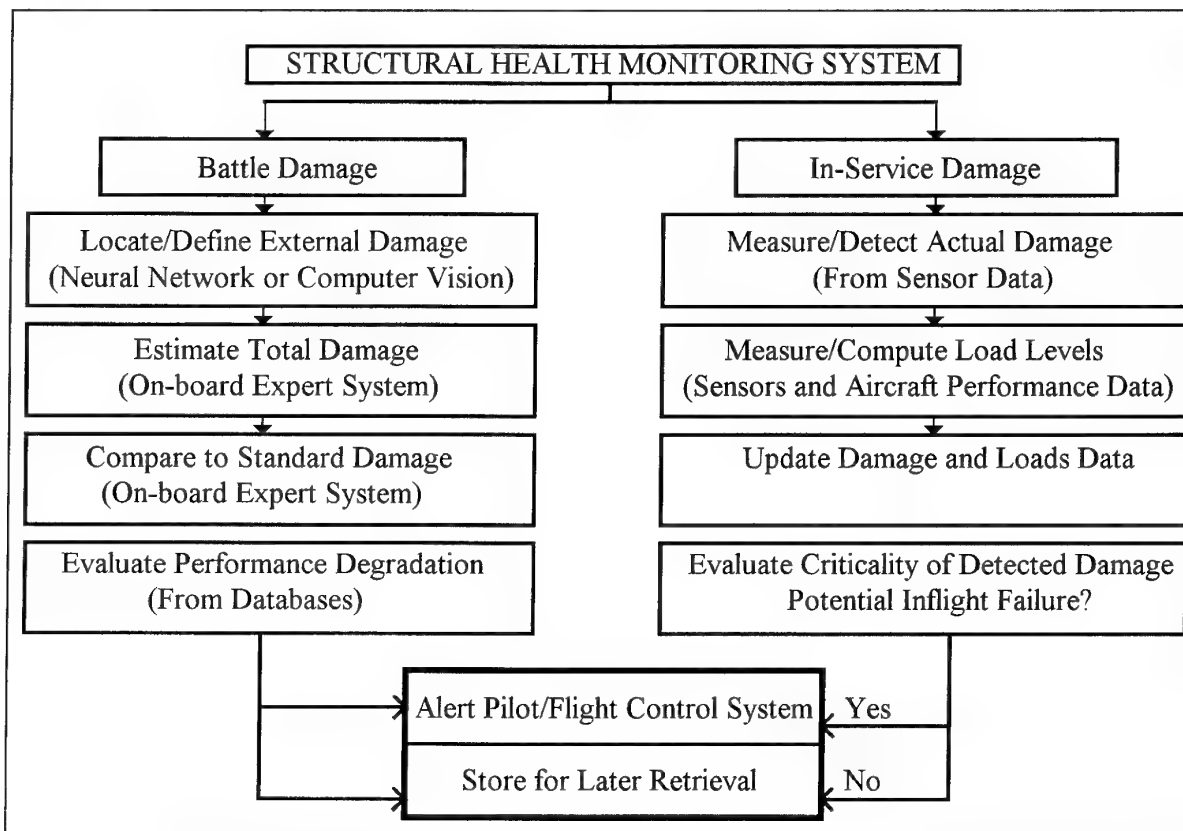 STRUCTURAL HEALTH MONITORING SYSTEM
Battle Damage
Locate/Define External Damage
(Neural Network or Computer Vision)
Estimate Total Damage
(On-board Expert System)
Compare to Standard Damage
(On-board Expert System)
Evaluate Performance Degradation
(From Databases)
In-Service Damage
Measure/Detect Actual Damage
(From Sensor Data)
Measure/Compute Load Levels
(Sensors and Aircraft Performance Data)
Update Damage and Loads Data
Evaluate Criticality of Detected Damage
Potential Inflight Failure?
Alert Pilot/Flight Control System
Yes
Store for Later Retrieval
No